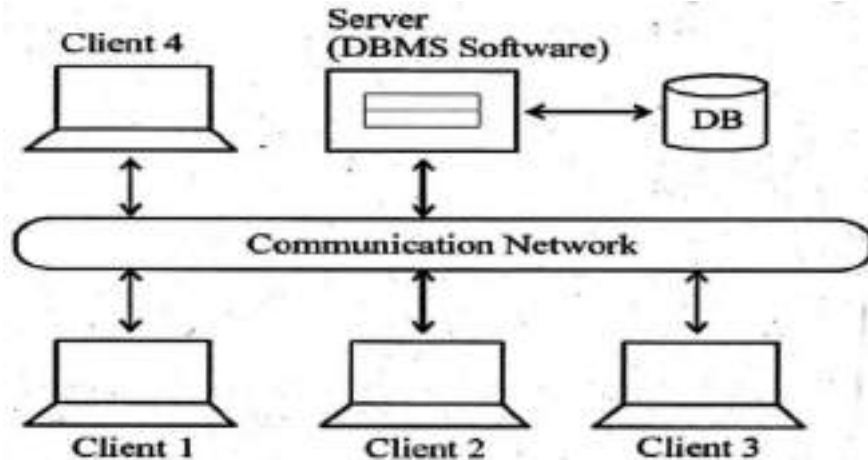 Server
Client 4
(DBMS Software)
DB
Communication Network
Client 1
Client 2
Client 3